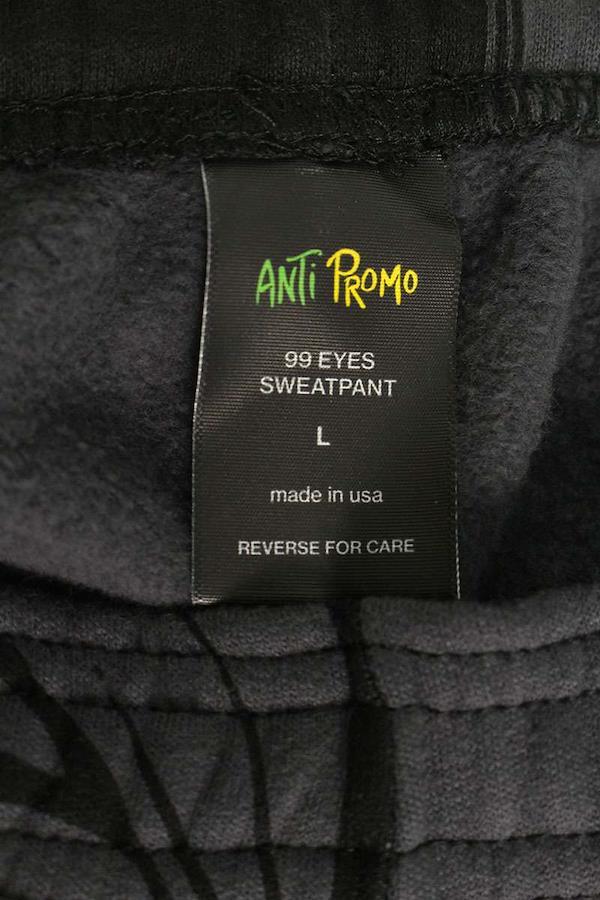 ANTi PROMO
99 EYES
SWEATPANT
L
made in usa
REVERSE FOR CARE